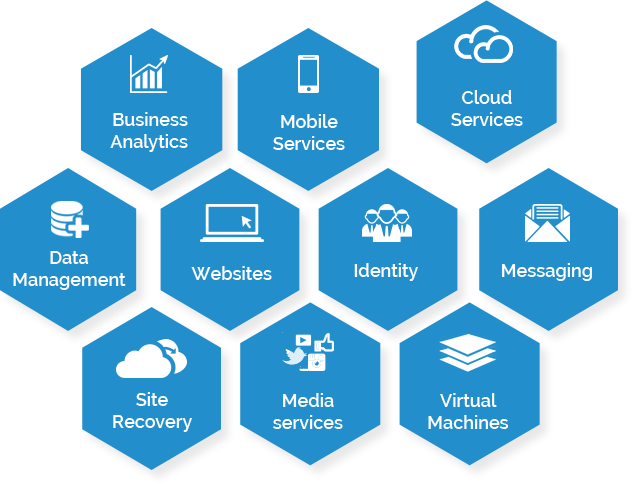 Business
Analytics
Mobile
Services
Cloud
Services
Data
Management
Websites
Identity
Messaging
Site
Recovery
Media
services
Virtual
Machines